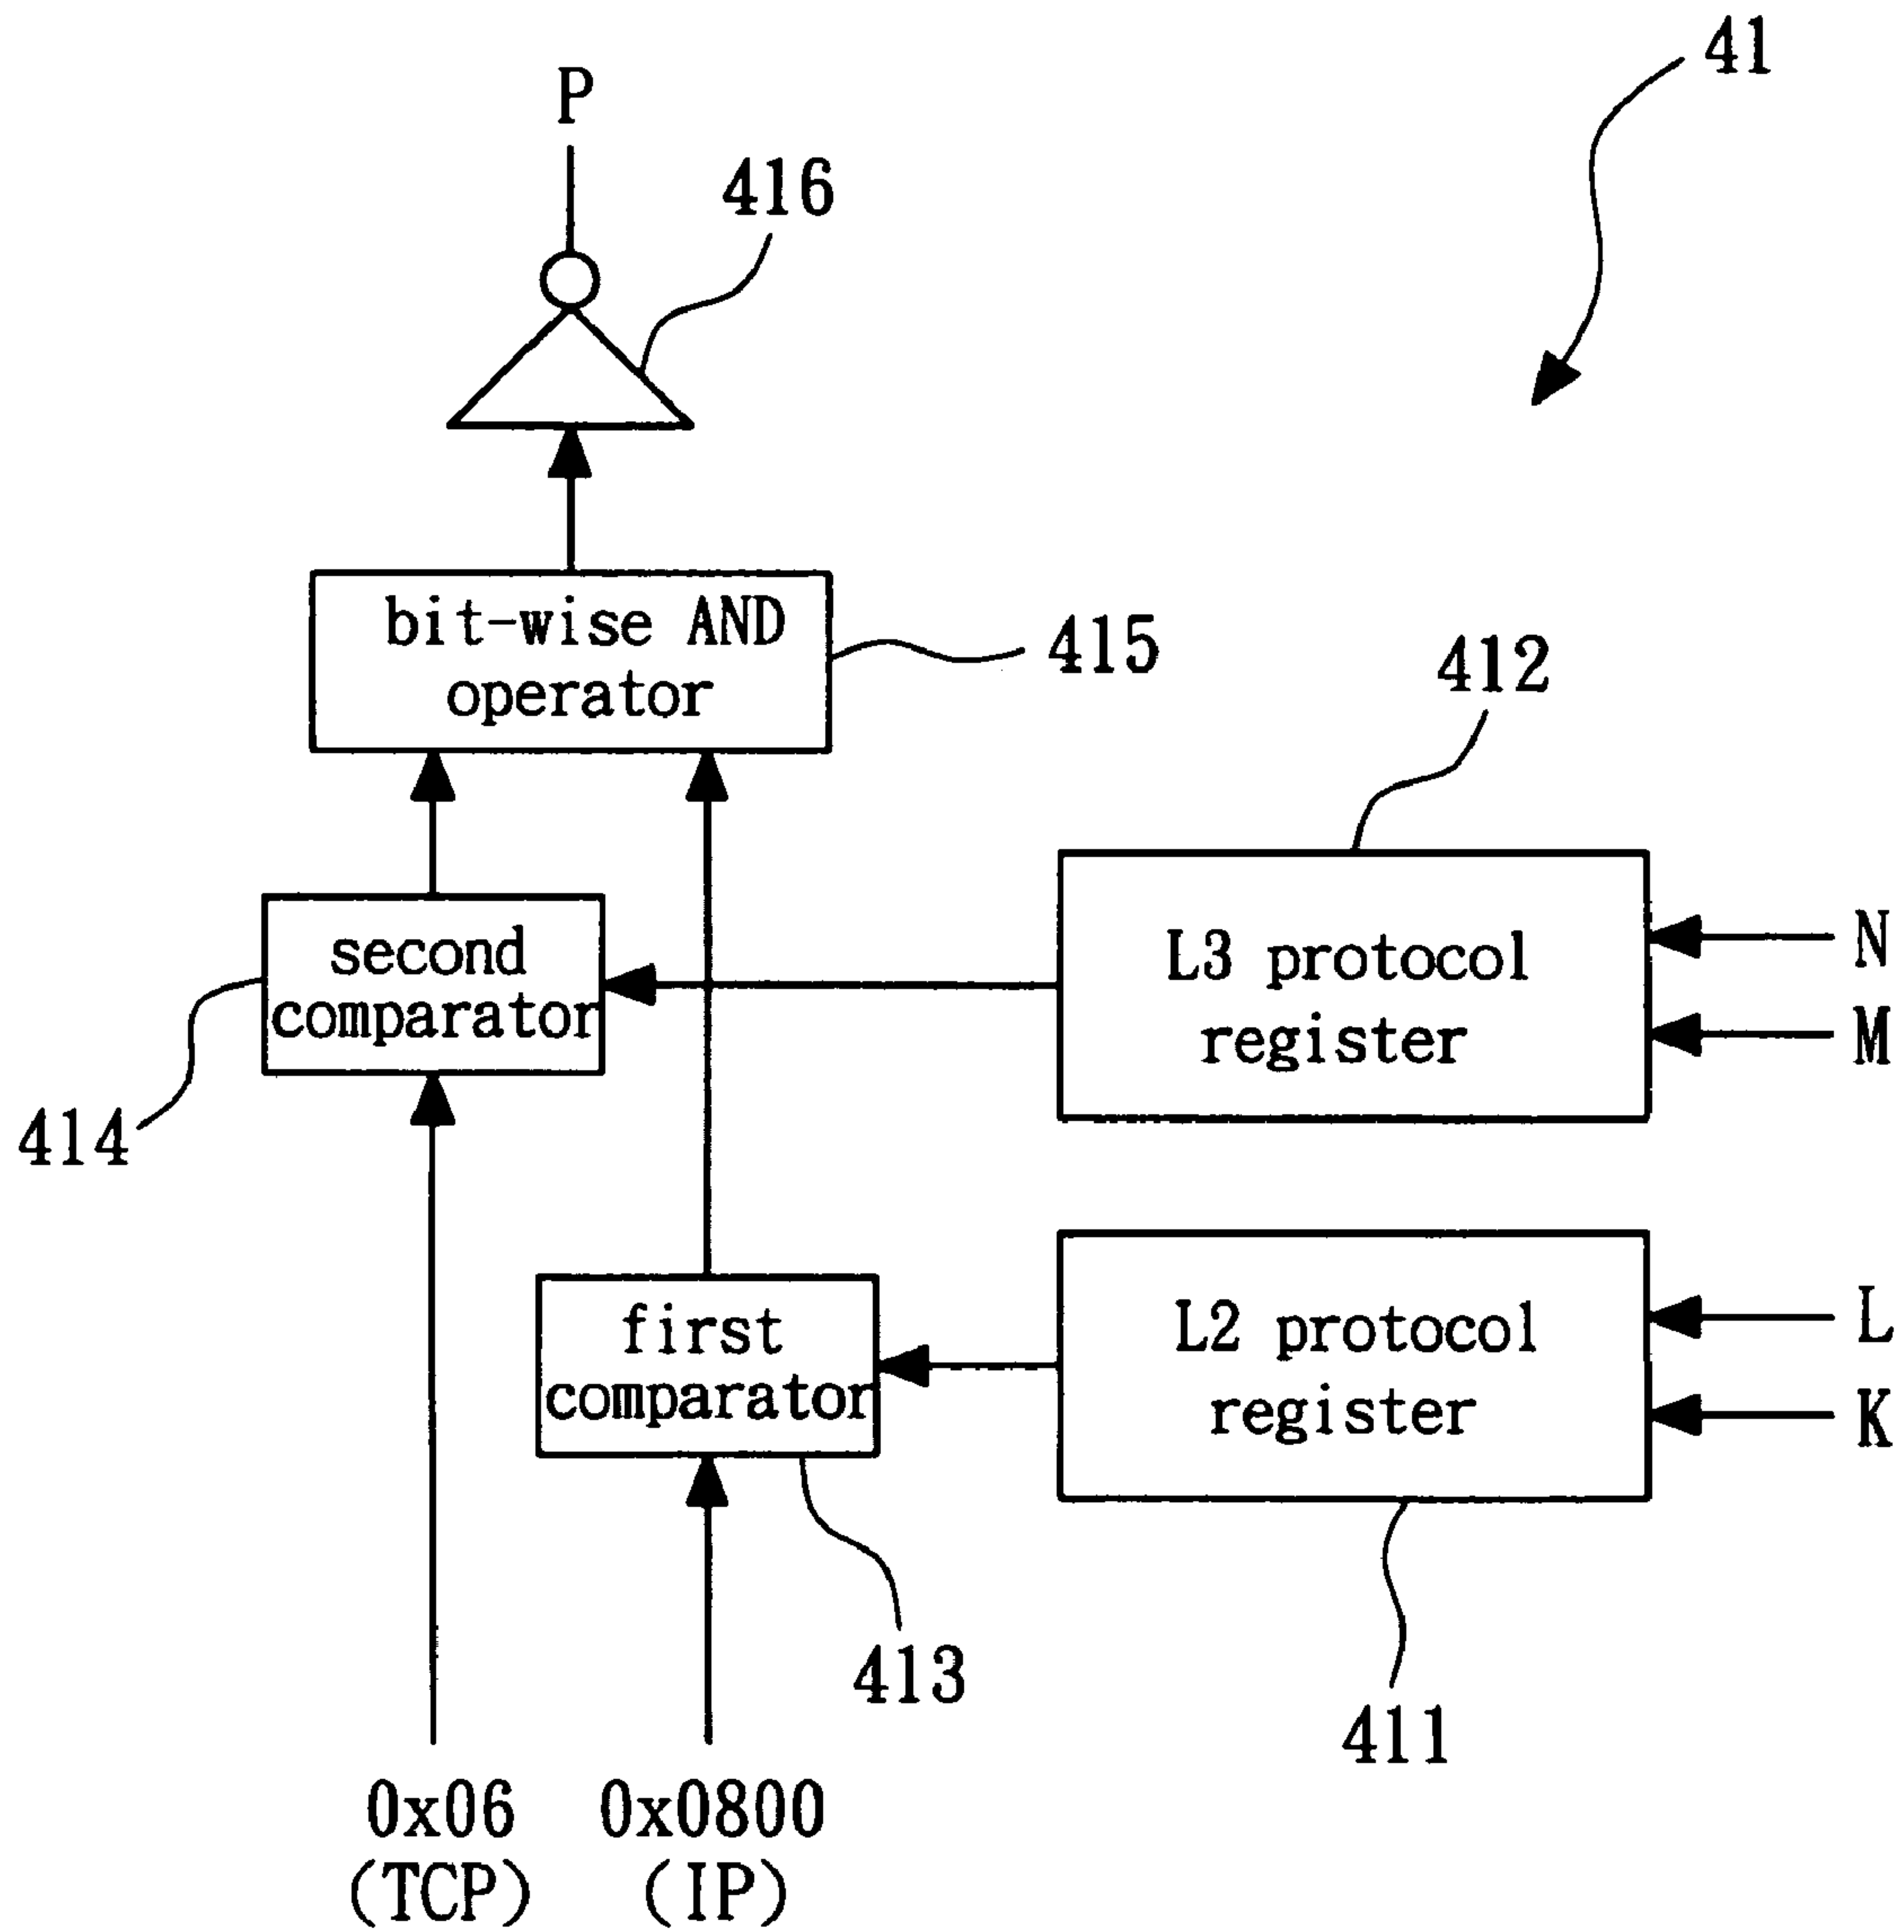 41
P
416
bit-wise AND
operator
415
412
second
comparator
L3 protocol
register
N
M
414
first
comparator
L2 protocol
register
L
K
413
411
0x06
(TCP)
0x0800
(IP)